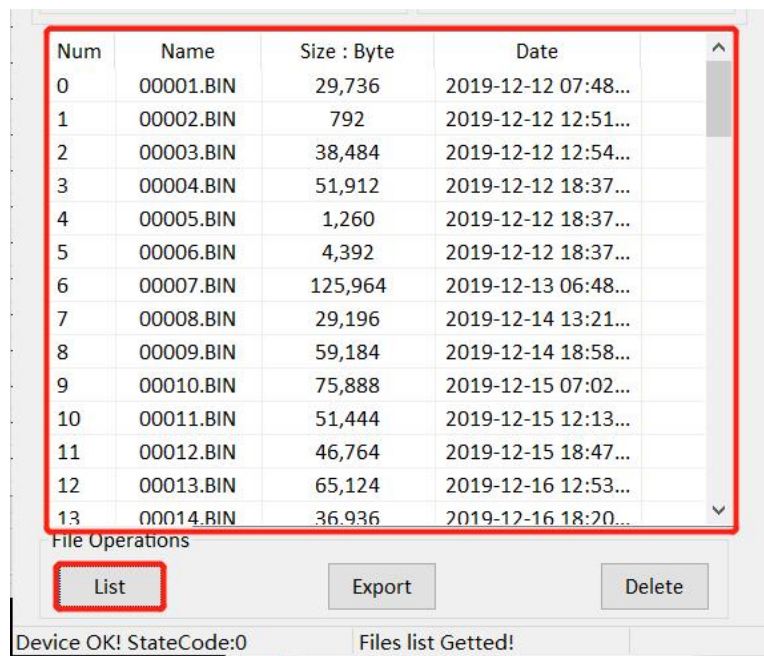 Num Name Size : Byte Date
0 00001.BIN 29,736 2019-12-12 07:48...
1 00002.BIN 792 2019-12-12 12:51...
2 00003.BIN 38,484 2019-12-12 12:54...
3 00004.BIN 51,912 2019-12-12 18:37...
4 00005.BIN 1,260 2019-12-12 18:37...
5 00006.BIN 4,392 2019-12-12 18:37...
6 00007.BIN 125,964 2019-12-13 06:48...
7 00008.BIN 29,196 2019-12-14 13:21...
8 00009.BIN 59,184 2019-12-14 18:58...
9 00010.BIN 75,888 2019-12-15 07:02...
10 00011.BIN 51,444 2019-12-15 12:13...
11 00012.BIN 46,764 2019-12-15 18:47...
12 00013.BIN 65,124 2019-12-16 12:53...
13 00014.BIN 36,936 2019-12-16 18:20...
File Operations
List Export Delete
Device OK! StateCode:0 Files list Getted!